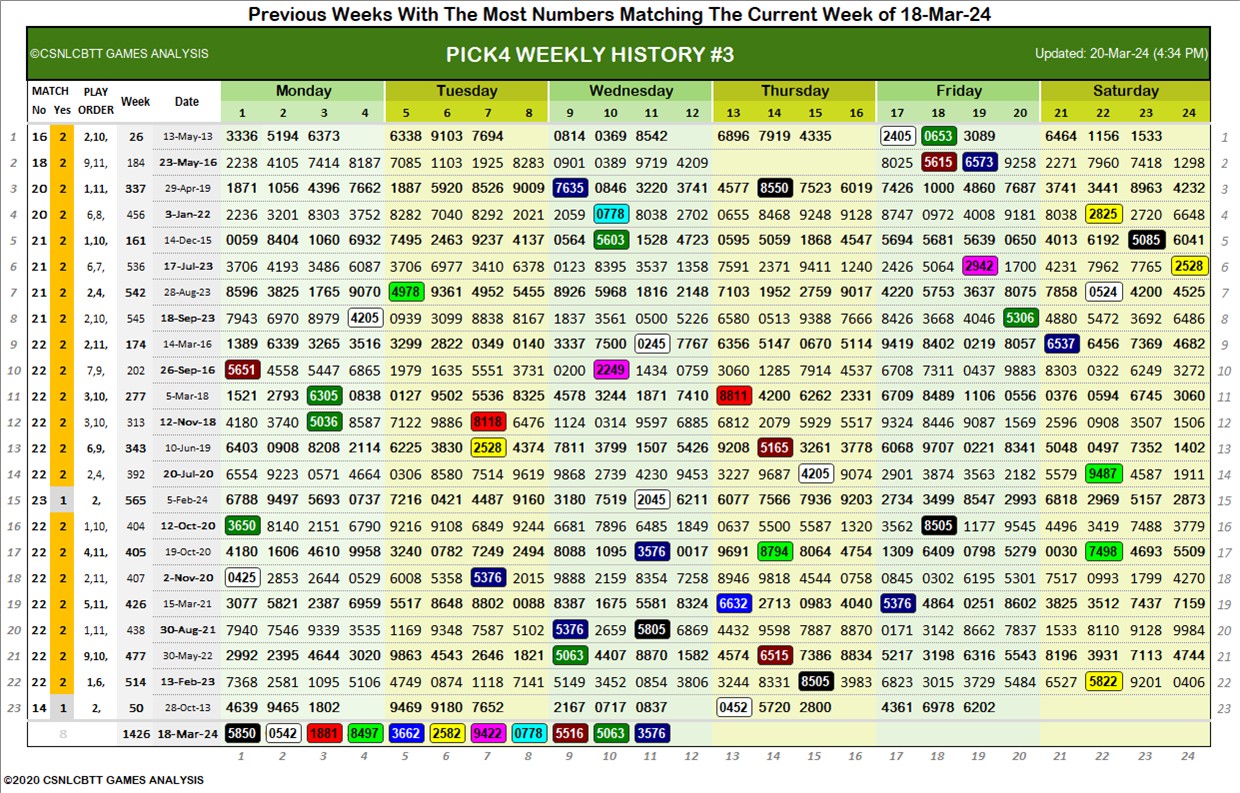 Previous Weeks With The Most Numbers Matching The Current Week of 18-Mar-24
©CSNLCBTT GAMES ANALYSIS PICK4 WEEKLY HISTORY #3 Updated: 20-Mar-24 (4:34 PM)
MATCH PLAY Week Date Monday Tuesday Wednesday Thursday Friday Saturday
No Yes ORDER 1 2 3 4 5 6 7 8 9 10 11 12 13 14 15 16 17 18 19 20 21 22 23 24
1 16 2 2,10, 26 13-May-13 3336 5194 6373 6338 9103 7694 0814 0369 8542 6896 7919 4335 2405 0653 3089 6464 1156 1533 1
2 18 2 9,11, 184 23-May-16 2238 4105 7414 8187 7085 1103 1925 8283 0901 0389 9719 4209 8025 5615 6573 9258 2271 7960 7418 1298 2
3 20 2 1,11, 337 29-Apr-19 1871 1056 4396 7662 1887 5920 8526 9009 7635 0846 3220 3741 4577 8550 7523 6019 7426 1000 4860 7687 3741 3441 8963 4232 3
4 20 2 6,8, 456 3-Jan-22 2236 3201 8303 3752 8282 7040 8292 2021 2059 0778 8038 2702 0655 8468 9248 9128 8747 0972 4008 9181 8038 2825 2720 6648 4
5 21 2 1,10, 161 14-Dec-15 0059 8404 1060 6932 7495 2463 9237 4137 0564 5603 1528 4723 0595 5059 1868 4547 5694 5681 5639 0650 4013 6192 5085 6041 5
6 21 2 6,7, 536 17-Jul-23 3706 4193 3486 6087 3706 6977 3410 6378 0123 8395 3537 1258 7591 2371 9411 1240 2426 5064 2942 1700 4231 7962 7765 2528 6
7 21 2 2,4, 542 28-Aug-23 8596 3825 1765 9070 4978 9361 4952 5455 8926 5968 1816 2148 7103 1952 2759 9017 4220 5753 3637 8075 7858 0524 4200 4525 7
8 21 2 2,10, 545 18-Sep-23 7943 6970 8979 4205 0939 3099 8838 8167 1837 3561 0500 5226 6580 0513 9388 7666 8426 3668 4046 5306 4880 5472 3692 6486 8
9 22 2 2,11, 174 14-Mar-16 1389 6339 3265 3516 3299 2822 0349 0140 3337 7500 0245 7767 6356 5147 0670 5114 9419 8402 0219 8057 6537 6456 7369 4682 9
10 22 2 7,9, 202 26-Sep-16 5651 4558 5447 6865 1979 1635 5551 3731 0200 2249 1434 0759 3060 1285 7914 4537 6708 7311 0437 9883 8303 0322 6249 3272 10
11 22 2 3,10, 277 5-Mar-18 1521 2793 6305 0838 0127 9502 5536 8325 4578 3244 1871 7410 8811 4200 6262 2331 6709 8489 1106 0556 0376 0594 6745 3060 11
12 22 2 3,10, 313 12-Nov-18 4180 3740 5036 8587 7122 9886 8118 6476 1124 0314 9597 6885 6812 2079 5929 5517 9324 8446 9087 1569 2596 0908 3507 1506 12
13 22 2 6,9, 343 10-Jun-19 6403 0908 8208 2114 6225 3830 2528 4374 7811 3799 1507 5426 9208 5165 3261 3778 6068 9707 0221 8341 5048 0497 7352 1402 13
14 22 2 2,4, 392 20-Jul-20 6554 9223 0571 4664 0306 8580 7514 9619 9868 2739 4230 9453 3227 9687 4205 9074 2901 3874 3563 2182 5579 9487 4587 1911 14
15 23 1 2, 565 5-Feb-24 6788 9497 5693 0737 7216 0421 4487 9160 3180 7519 2045 6211 6077 7566 7936 9203 2734 3499 8547 2993 6818 2969 5157 2873 15
16 22 2 1,10, 404 12-Oct-20 3650 8140 2151 6790 9216 9108 6849 9244 6681 7896 6485 1849 0637 5500 5587 1320 3562 8505 1177 9545 4496 3419 7488 3779 16
17 22 2 4,11, 405 19-Oct-20 4180 1606 4610 9958 3240 0782 7249 2494 8088 1095 3576 0017 9691 8794 8064 4754 1309 6409 0798 5279 0030 7498 4693 5509 17
18 22 2 2,11, 407 2-Nov-20 0425 2853 2644 0529 6008 5358 5376 2015 9888 2159 8354 7258 8946 9818 4544 0758 0845 0302 6195 5301 7517 0993 1799 4270 18
19 22 2 5,11, 426 15-Mar-21 3077 5821 2387 6959 5517 8648 8802 0088 8387 1675 5581 8324 6632 2713 0983 4040 5376 4864 0251 8602 3825 3512 7437 7159 19
20 22 2 1,11, 438 30-Aug-21 7940 7546 9339 3535 1169 9348 7587 5102 5376 2659 5805 6869 4432 9598 7887 8870 0171 3142 8662 7837 1533 8110 9128 9984 20
21 22 2 9,10, 477 30-May-22 2992 2395 4644 3020 9863 4543 2646 1821 5063 4407 8870 1582 4574 6515 7386 8834 5217 3198 6316 5543 8196 3931 7113 4744 21
22 22 2 1,6, 514 13-Feb-23 7368 2581 1095 5106 4749 0874 1118 7141 5149 3452 0854 3806 3244 8331 8505 3983 6823 3015 3729 5484 6527 5822 9201 0406 22
23 14 1 2, 50 28-Oct-13 4639 9465 1802 6469 9180 7652 2167 0717 0837 0452 5720 2800 4361 6978 6202 23
8 1426 18-Mar-24 5850 0542 1881 8497 3662 2582 9422 0778 5516 5063 3576
1 2 3 4 5 6 7 8 9 10 11 12 13 14 15 16 17 18 19 20 21 22 23 24
©2020 CSNLCBTT GAMES ANALYSIS